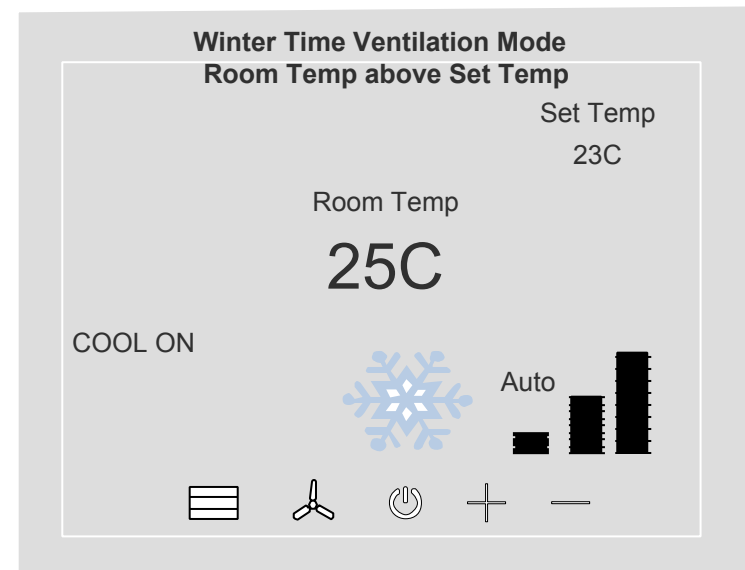 Winter Time Ventilation Mode
Room Temp above Set Temp
Set Temp
23C
Room Temp
25C
COOL ON
Auto